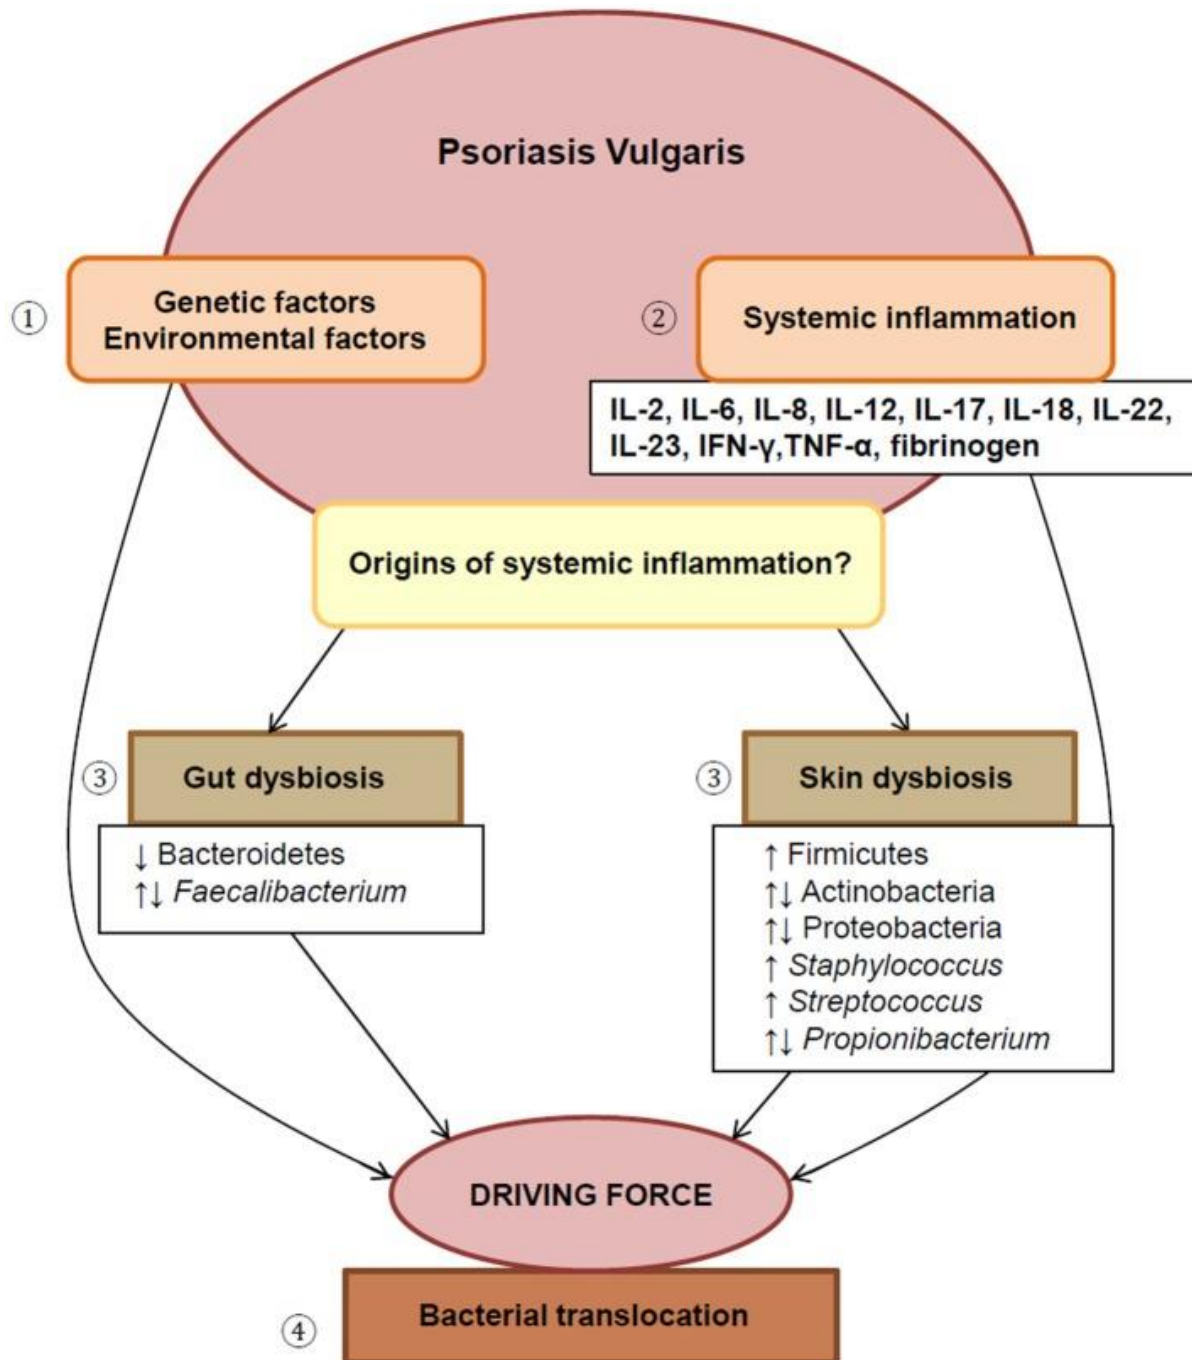 Psoriasis Vulgaris
①
Genetic factors
Environmental factors
②
Systemic inflammation
IL-2, IL-6, IL-8, IL-12, IL-17, IL-18, IL-22,
IL-23, IFN-γ,TNF-α, fibrinogen
Origins of systemic inflammation?
③
Gut dysbiosis
↓ Bacteroidetes
↑↓ Faecalibacterium
③
Skin dysbiosis
↑ Firmicutes
↑↓ Actinobacteria
↑↓ Proteobacteria
↑ Staphylococcus
↑ Streptococcus
↑↓ Propionibacterium
DRIVING FORCE
④
Bacterial translocation